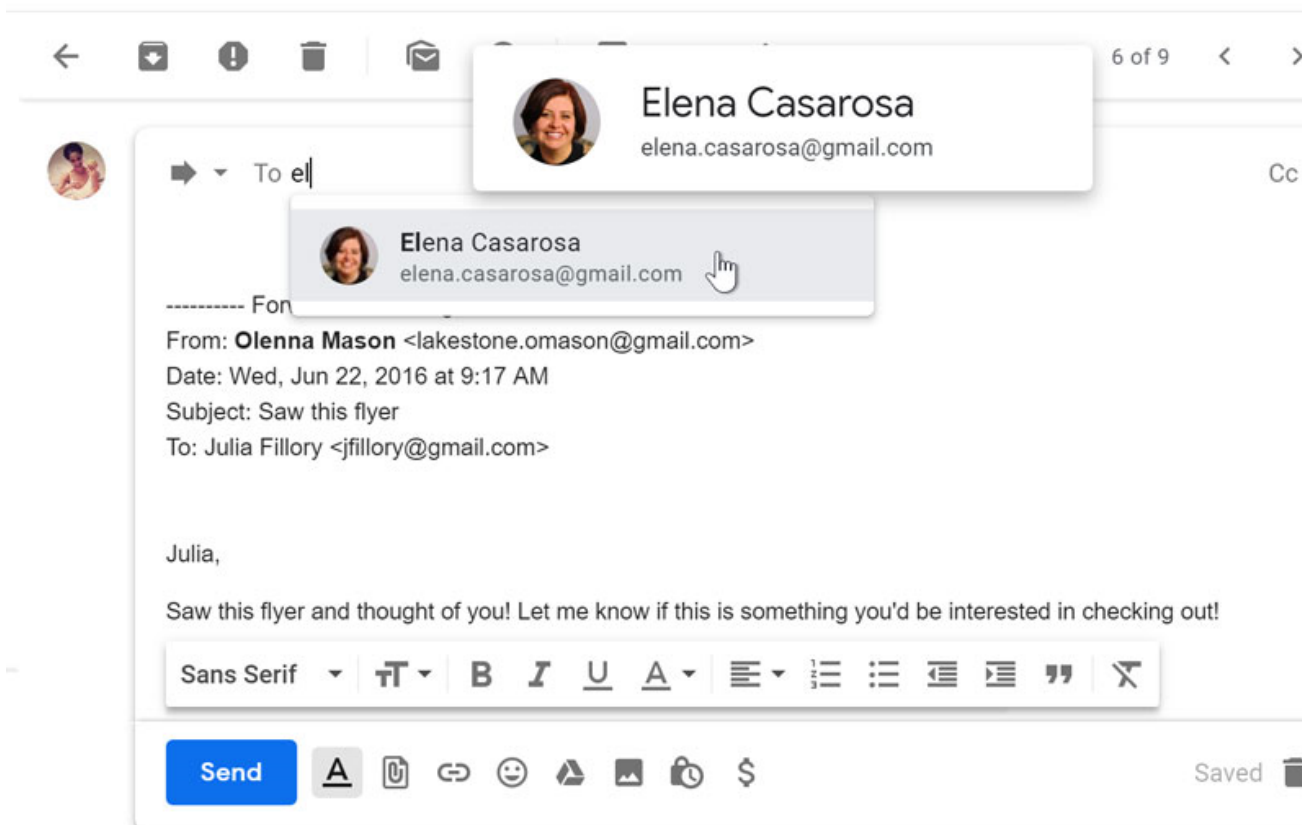 6 of 9
Elena Casarosa
elena.casarosa@gmail.com
To el
Cc
Elena Casarosa
elena.casarosa@gmail.com
----------
From: Olenna Mason <lakestone.omason@gmail.com>
Date: Wed, Jun 22, 2016 at 9:17 AM
Subject: Saw this flyer
To: Julia Fillory <jfillory@gmail.com>
Julia,
Saw this flyer and thought of you! Let me know if this is something you'd be interested in checking out!
Sans Serif
Send
Saved